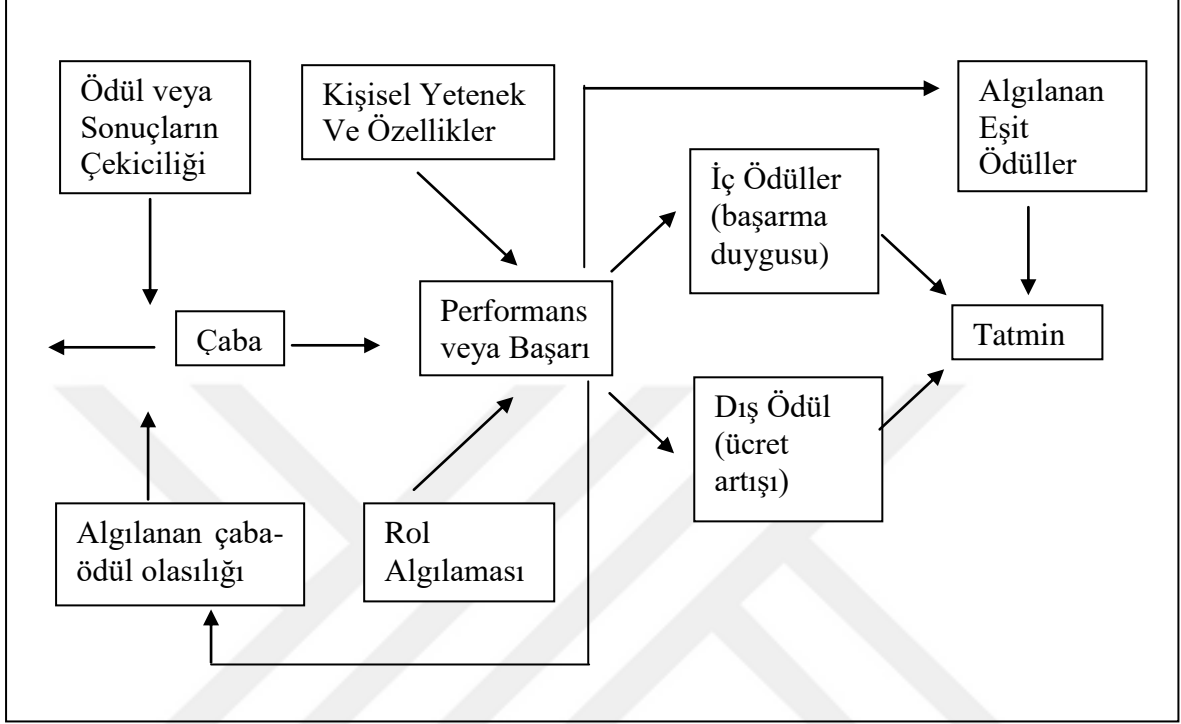 Ödül veya
Sonuçların
Çekiciliği
Kişisel Yetenek
Ve Özellikler
Algılanan
Eşit
Ödüller
İç Ödüller
(başarma
duygusu)
Çaba
Performans
veya Başarı
Tatmin
Dış Ödül
(ücret
artışı)
Algılanan çaba-
ödül olasılığı
Rol
Algılaması